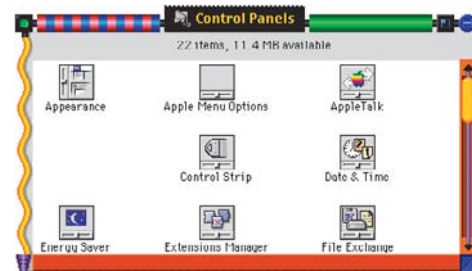 Control Panels
22 items, 11.4 MB available
Appearance
Apple Menu Options
AppleTalk
Control Strip
Date & Time
Energy Saver
Extensions Manager
File Exchange